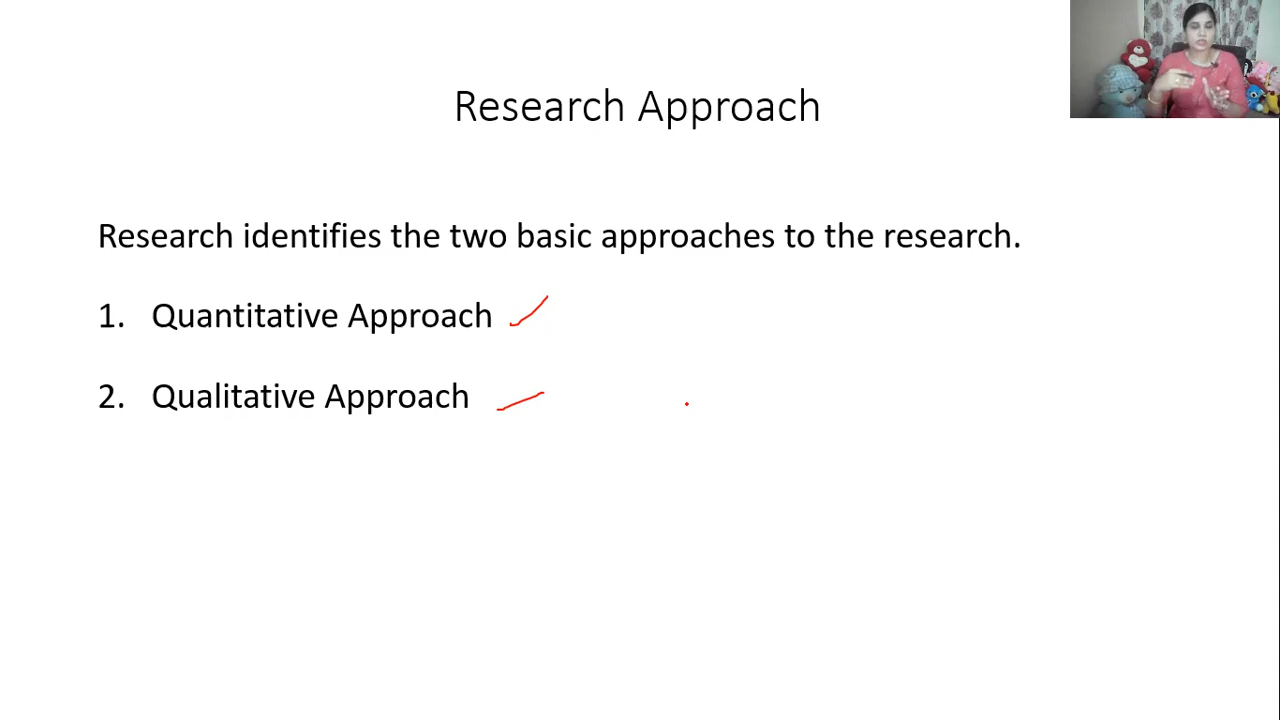 Research Approach
Research identifies the two basic approaches to the research.
1. Quantitative Approach
2. Qualitative Approach